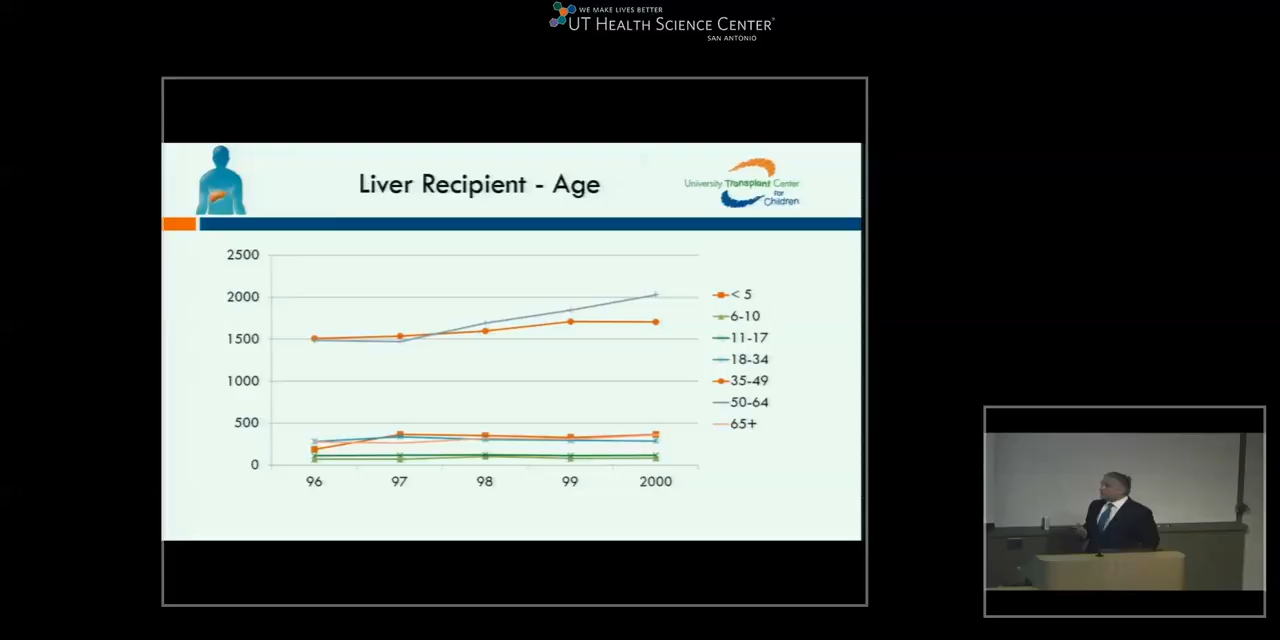 WE MAKE LIVES BETTER
UT HEALTH SCIENCE CENTER
SAN ANTONIO
Liver Recipient - Age
University Transplant Center
for
Children
2500
2000
1500
1000
500
0
96
97
98
99
2000
< 5
6-10
11-17
18-34
35-49
50-64
65+